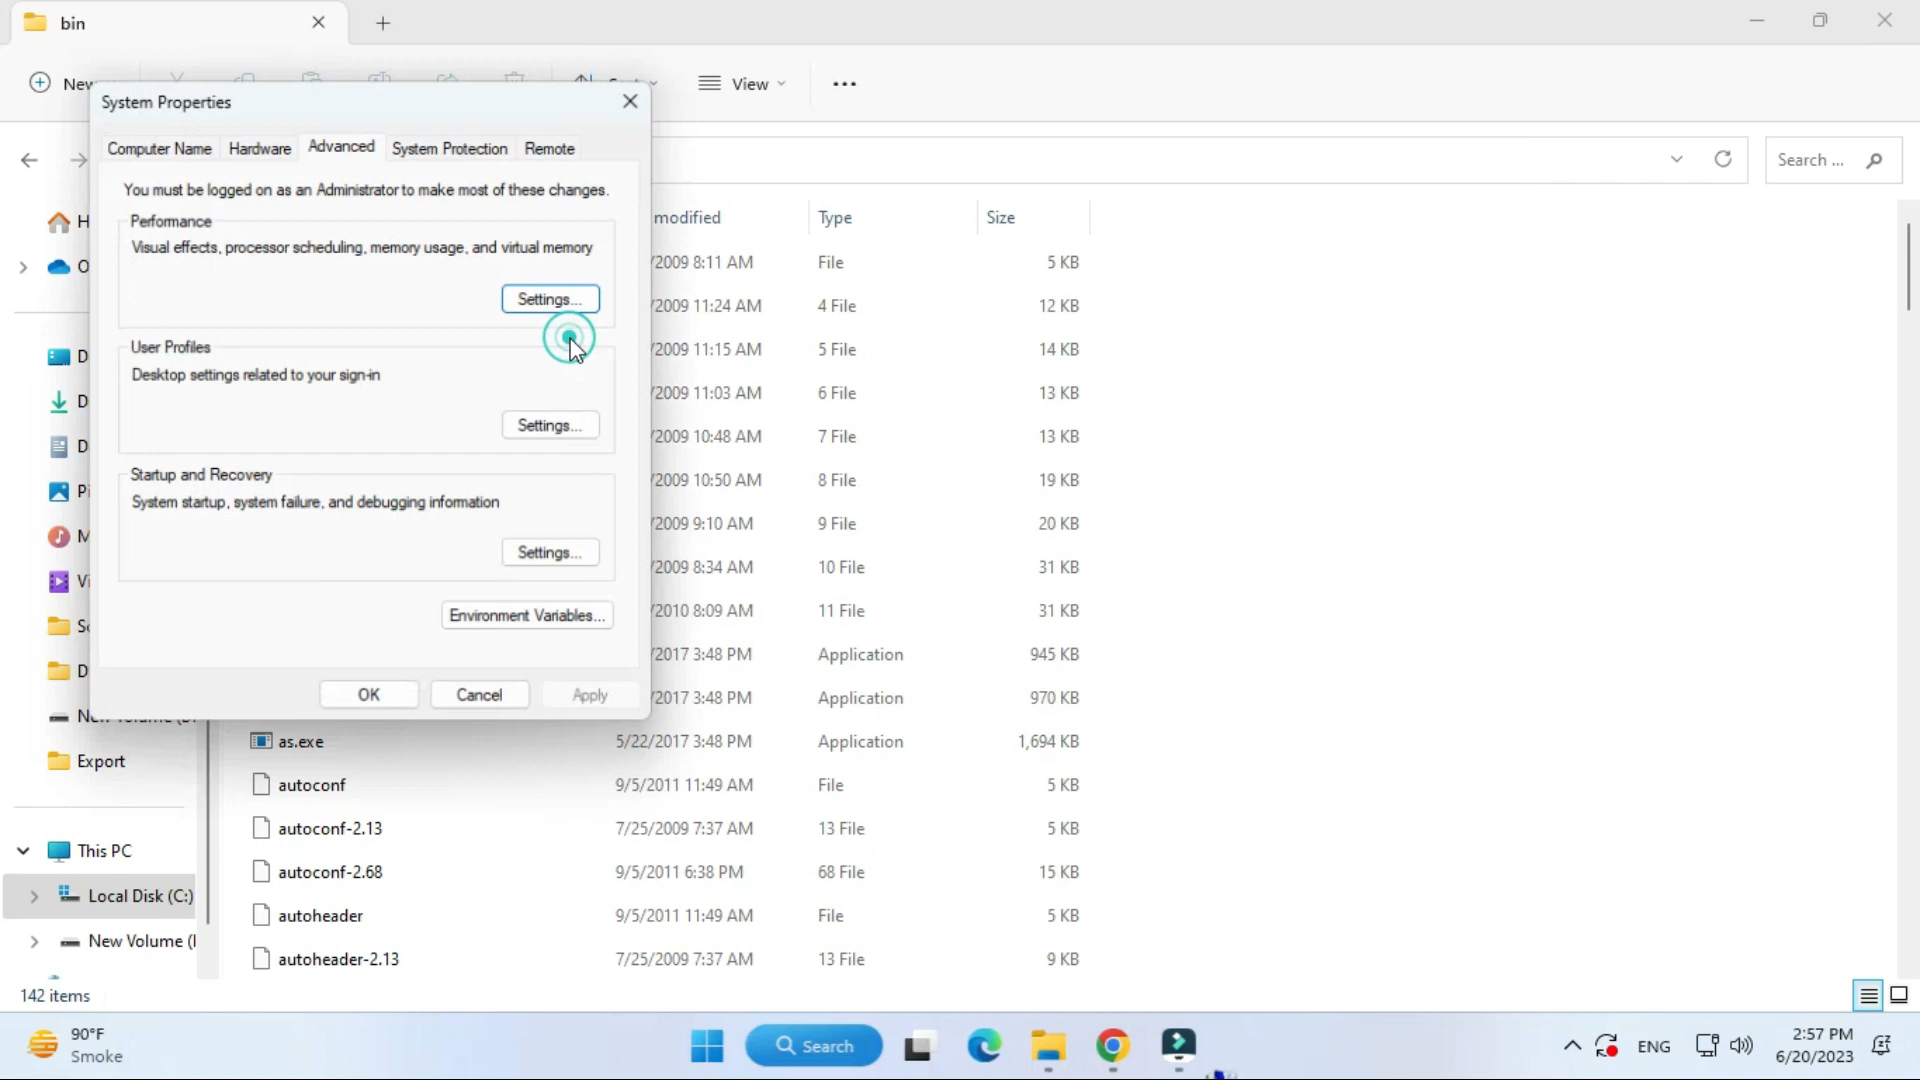 bin
New
View
System Properties
Computer Name
Hardware
Advanced
System Protection
Remote
You must be logged on as an Administrator to make most of these changes.
Performance
Visual effects, processor scheduling, memory usage, and virtual memory
Settings...
User Profiles
Desktop settings related to your sign-in
Settings...
Startup and Recovery
System startup, system failure, and debugging information
Settings...
Environment Variables...
OK
Cancel
Apply
Search ...
modified Type Size
/2009 8:11 AM File 5 KB
/2009 11:24 AM 4 File 12 KB
/2009 11:15 AM 5 File 14 KB
/2009 11:03 AM 6 File 13 KB
/2009 10:48 AM 7 File 13 KB
/2009 10:50 AM 8 File 19 KB
/2009 9:10 AM 9 File 20 KB
/2009 8:34 AM 10 File 31 KB
/2010 8:09 AM 11 File 31 KB
/2017 3:48 PM Application 945 KB
/2017 3:48 PM Application 970 KB
as.exe 5/22/2017 3:48 PM Application 1,694 KB
autoconf 9/5/2011 11:49 AM File 5 KB
autoconf-2.13 7/25/2009 7:37 AM 13 File 5 KB
autoconf-2.68 9/5/2011 6:38 PM 68 File 15 KB
autoheader 9/5/2011 11:49 AM File 5 KB
autoheader-2.13 7/25/2009 7:37 AM 13 File 9 KB
H
O
D
D
D
Pi
M
Vi
Sc
D
Export
This PC
Local Disk (C:)
New Volume (
142 items
90°F
Smoke
Search
ENG
2:57 PM
6/20/2023